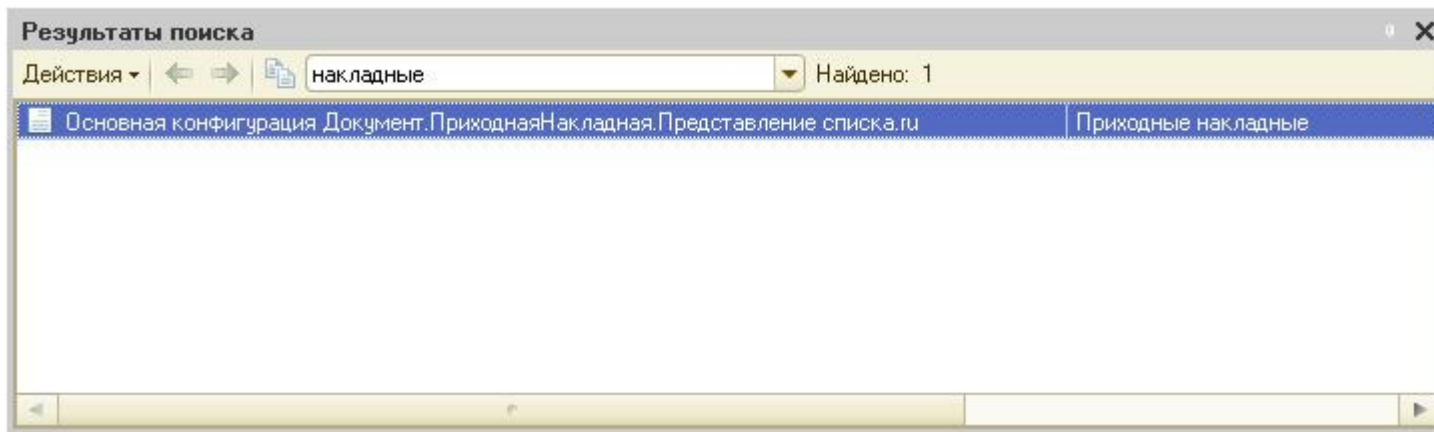 Результаты поиска
Действия накладные Найдено: 1
Основная конфигурация Документ.ПриходнаяНакладная.Представление списка.ru Приходные накладные